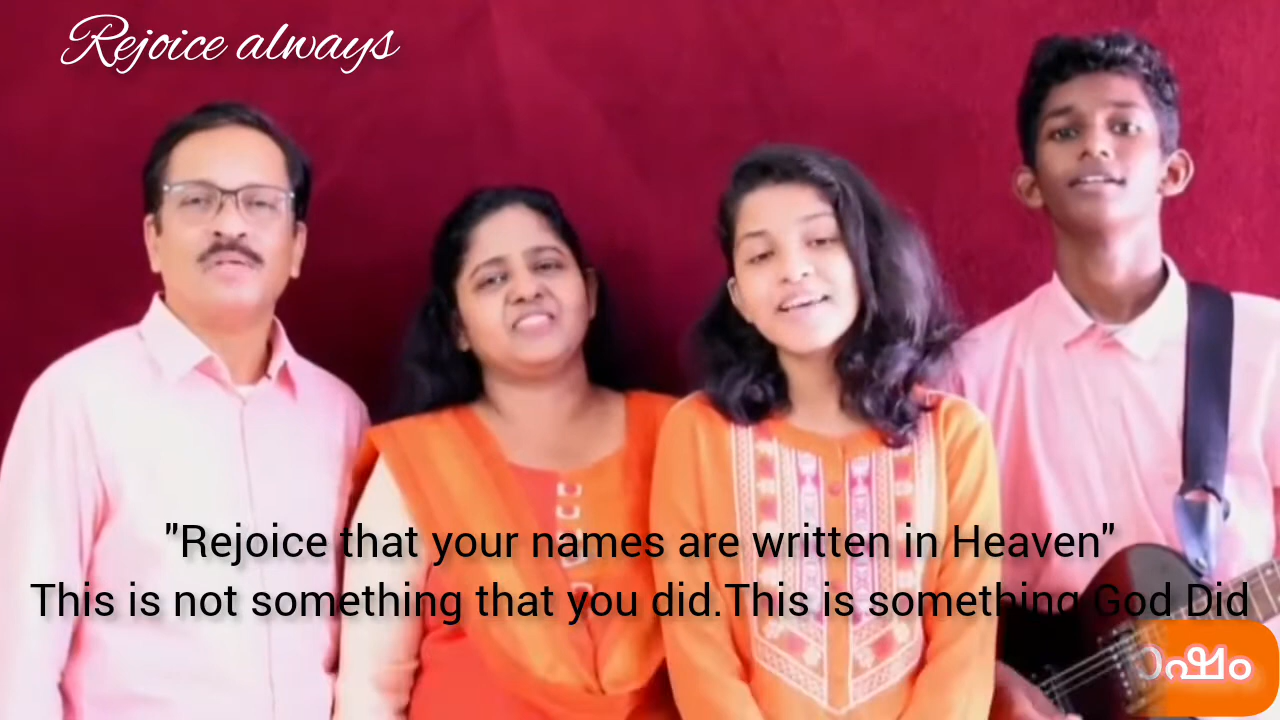 Rejoice always
"Rejoice that your names are written in Heaven"
This is not something that you did.This is something God Did